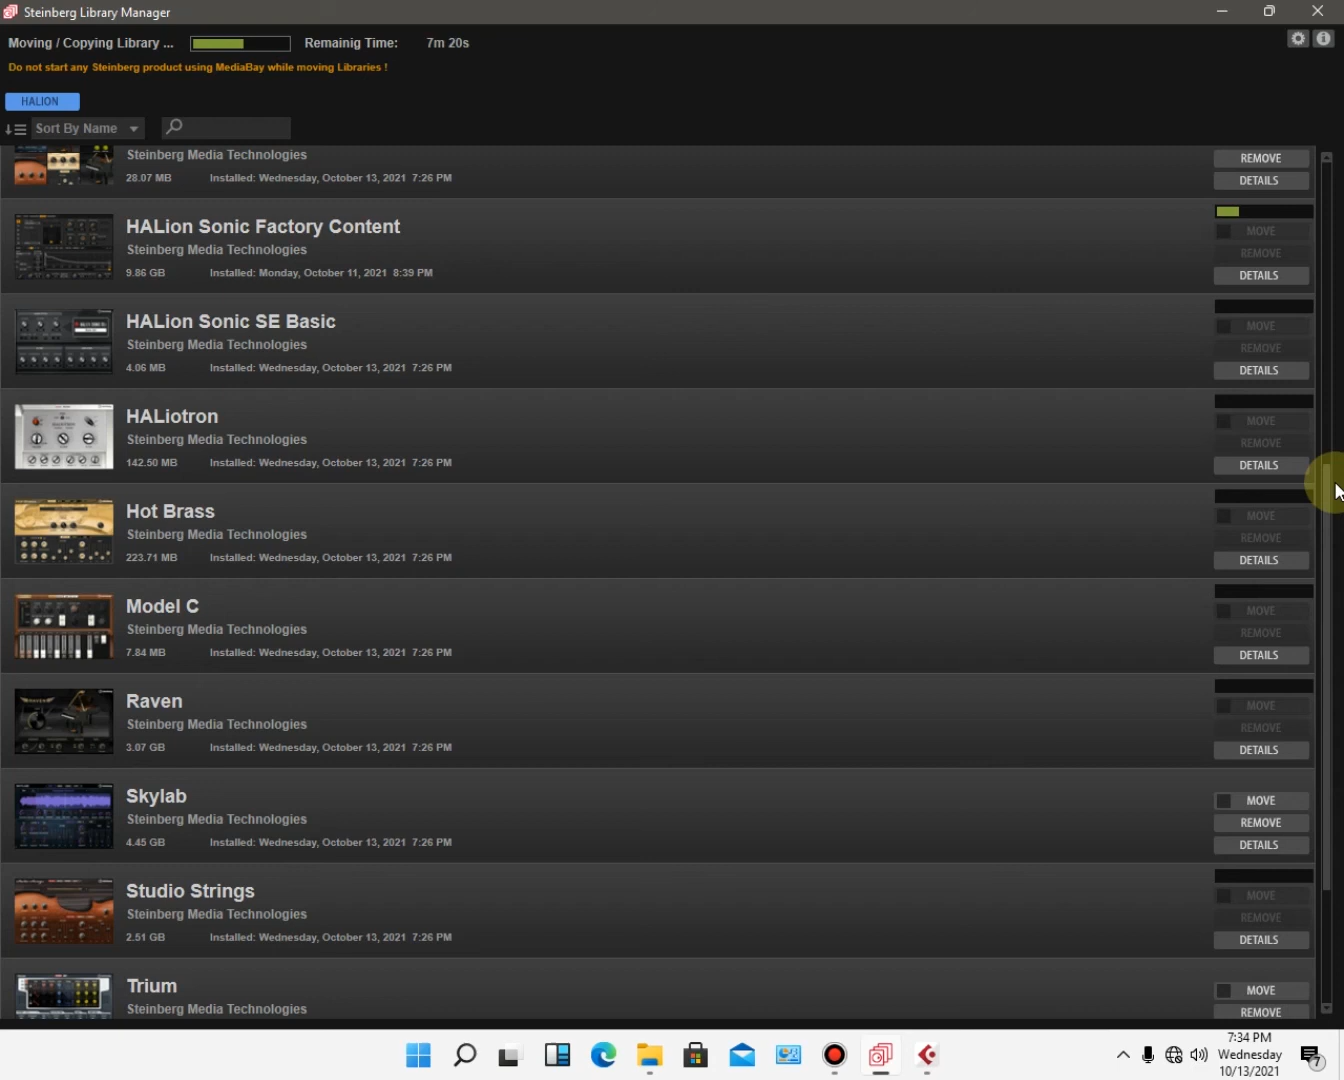 Steinberg Library Manager
Moving / Copying Library ... Remainig Time: 7m 20s
Do not start any Steinberg product using MediaBay while moving Libraries !
HALION
Sort By Name
Steinberg Media Technologies
REMOVE
28.07 MB Installed: Wednesday, October 13, 2021 7:26 PM
DETAILS
HALion Sonic Factory Content
MOVE
Steinberg Media Technologies
REMOVE
9.86 GB Installed: Monday, October 11, 2021 8:39 PM
DETAILS
HALion Sonic SE Basic
MOVE
Steinberg Media Technologies
REMOVE
4.06 MB Installed: Wednesday, October 13, 2021 7:26 PM
DETAILS
HALiotron
MOVE
Steinberg Media Technologies
REMOVE
142.50 MB Installed: Wednesday, October 13, 2021 7:26 PM
DETAILS
Hot Brass
MOVE
Steinberg Media Technologies
REMOVE
223.71 MB Installed: Wednesday, October 13, 2021 7:26 PM
DETAILS
Model C
MOVE
Steinberg Media Technologies
REMOVE
7.84 MB Installed: Wednesday, October 13, 2021 7:26 PM
DETAILS
Raven
MOVE
Steinberg Media Technologies
REMOVE
3.07 GB Installed: Wednesday, October 13, 2021 7:26 PM
DETAILS
Skylab
MOVE
Steinberg Media Technologies
REMOVE
4.45 GB Installed: Wednesday, October 13, 2021 7:26 PM
DETAILS
Studio Strings
MOVE
Steinberg Media Technologies
REMOVE
2.51 GB Installed: Wednesday, October 13, 2021 7:26 PM
DETAILS
Trium
MOVE
Steinberg Media Technologies
REMOVE
7:34 PM
Wednesday
10/13/2021
7